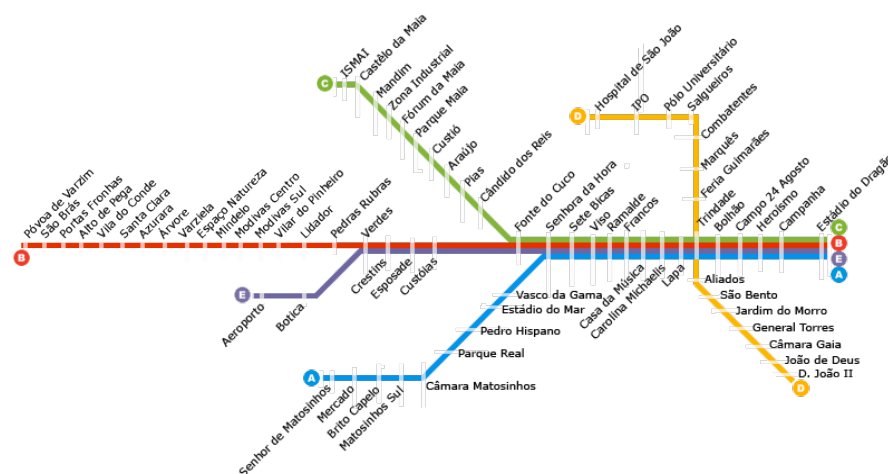 C
ISMAI
Castêlo da Maia
Mandim
Zona Industrial
Fórum da Maia
Parque Maia
Custió
Araújo
Pias
Cândido dos Reis
D
Hospital de São João
IPO
Pólo Universitário
Salgueiros
Combatentes
Marquês
Feria Guimarães
Trindade
Póvoa de Varzim
São Brás
Portas Fronhas
Alto de Pega
Vila do Conde
Santa Clara
Azurara
Árvore
Varziela
Espaço Natureza
Mindelo
Modivas Centro
Modivas Sul
Vilar do Pinheiro
Lidador
Pedras Rubras
Verdes
Fonte do Cuco
Senhora da Hora
Sete Bicas
Viso
Ramalde
Francos
Bolhão
Campo 24 Agosto
Heroísmo
Campanha
Estádio do Dragão
C
B
E
A
B
Crestins
Esposade
Custóias
Casa da Música
Carolina Michaelis
Lapa
Aliados
São Bento
Jardim do Morro
General Torres
Câmara Gaia
João de Deus
D. João II
D
E
Aeroporto
Botica
Vasco da Gama
Estádio do Mar
Pedro Hispano
Parque Real
Câmara Matosinhos
A
Senhor de Matosinhos
Mercado
Brito Capelo
Matosinhos Sul